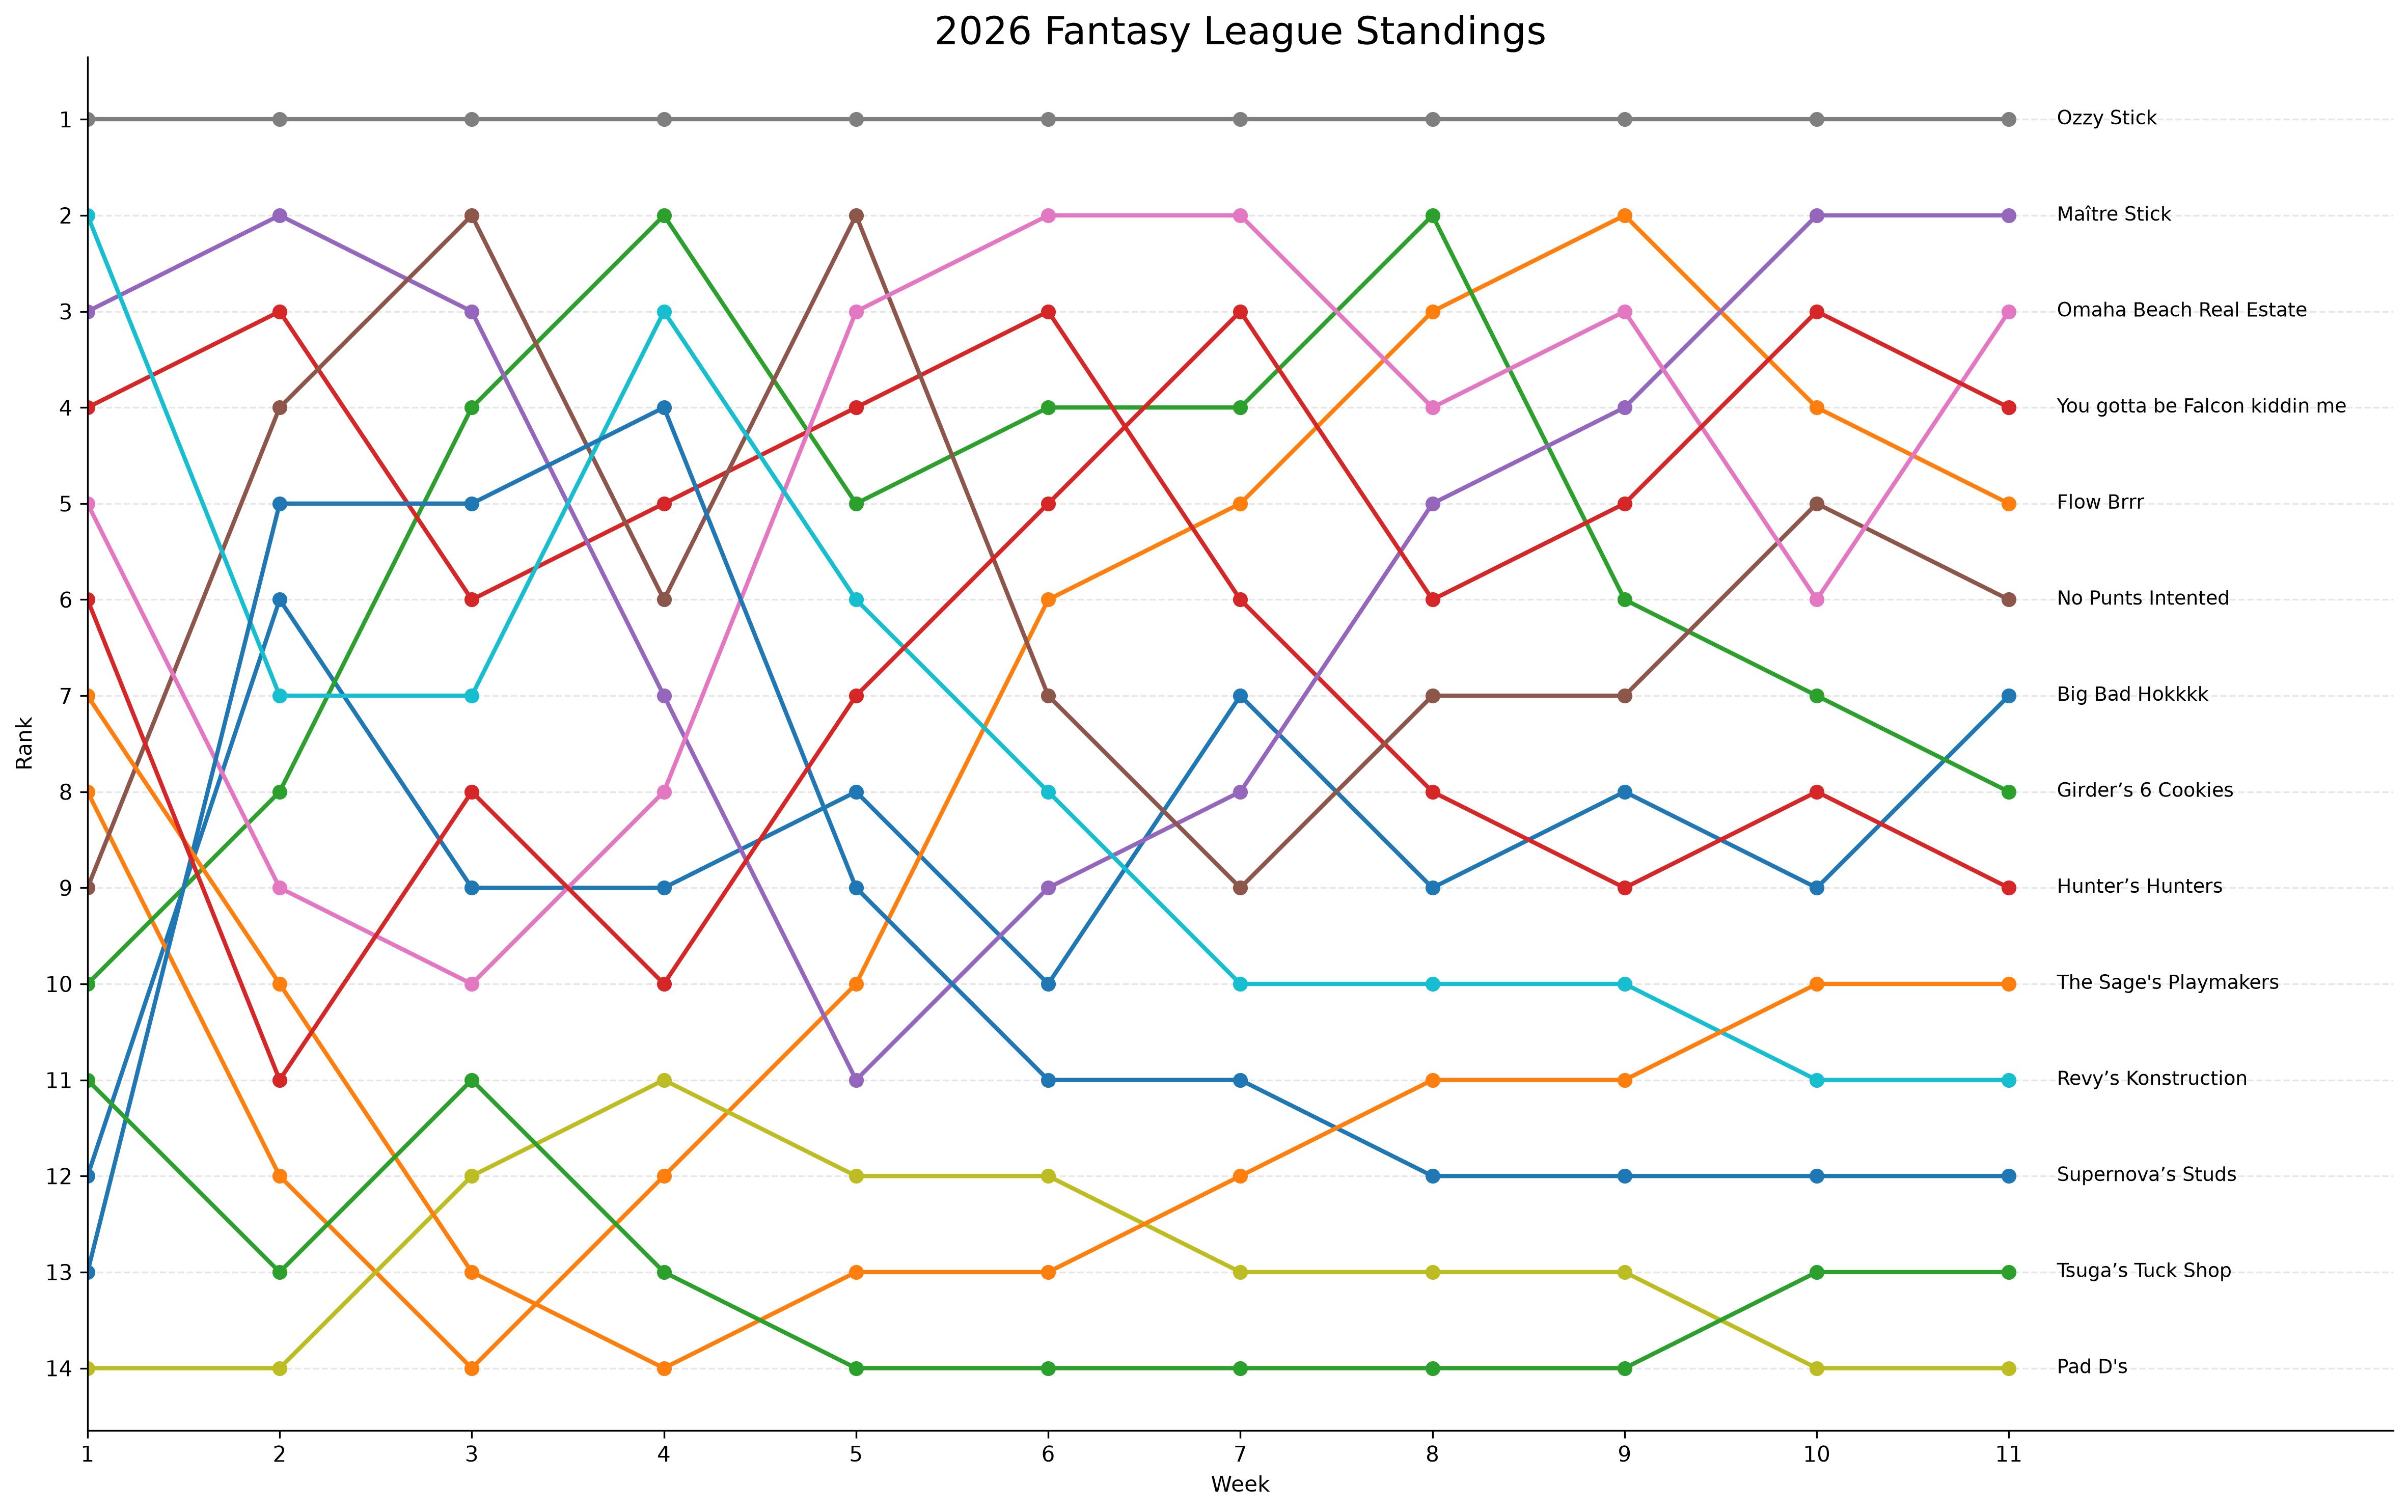 2026 Fantasy League Standings
1
Ozzy Stick
2
Maître Stick
3
Omaha Beach Real Estate
4
You gotta be Falcon kiddin me
5
Flow Brrr
6
No Punts Intented
7
Big Bad Hokkkk
8
Girder’s 6 Cookies
9
Hunter’s Hunters
10
The Sage's Playmakers
11
Revy’s Konstruction
12
Supernova’s Studs
13
Tsuga’s Tuck Shop
14
Pad D's
Rank
1 2 3 4 5 6 7 8 9 10 11
Week